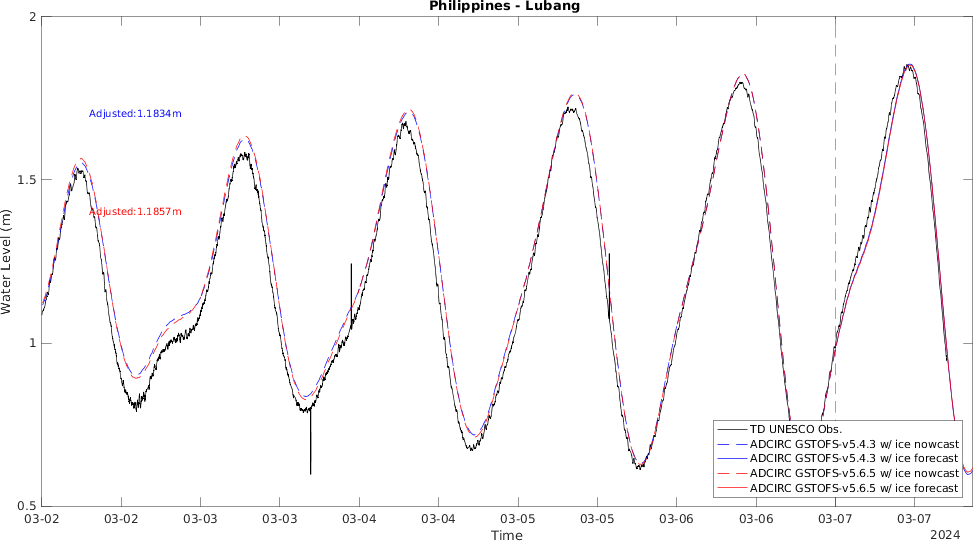 Philippines - Lubang
2
1.5
1
0.5
Water Level (m)
Adjusted:1.1834m
Adjusted:1.1857m
TD UNESCO Obs.
ADCIRC GSTOFS-v5.4.3 w/ ice nowcast
ADCIRC GSTOFS-v5.4.3 w/ ice forecast
ADCIRC GSTOFS-v5.6.5 w/ ice nowcast
ADCIRC GSTOFS-v5.6.5 w/ ice forecast
03-02 03-02 03-03 03-03 03-04 03-04 03-05 03-05 03-06 03-06 03-07 03-07
Time
2024